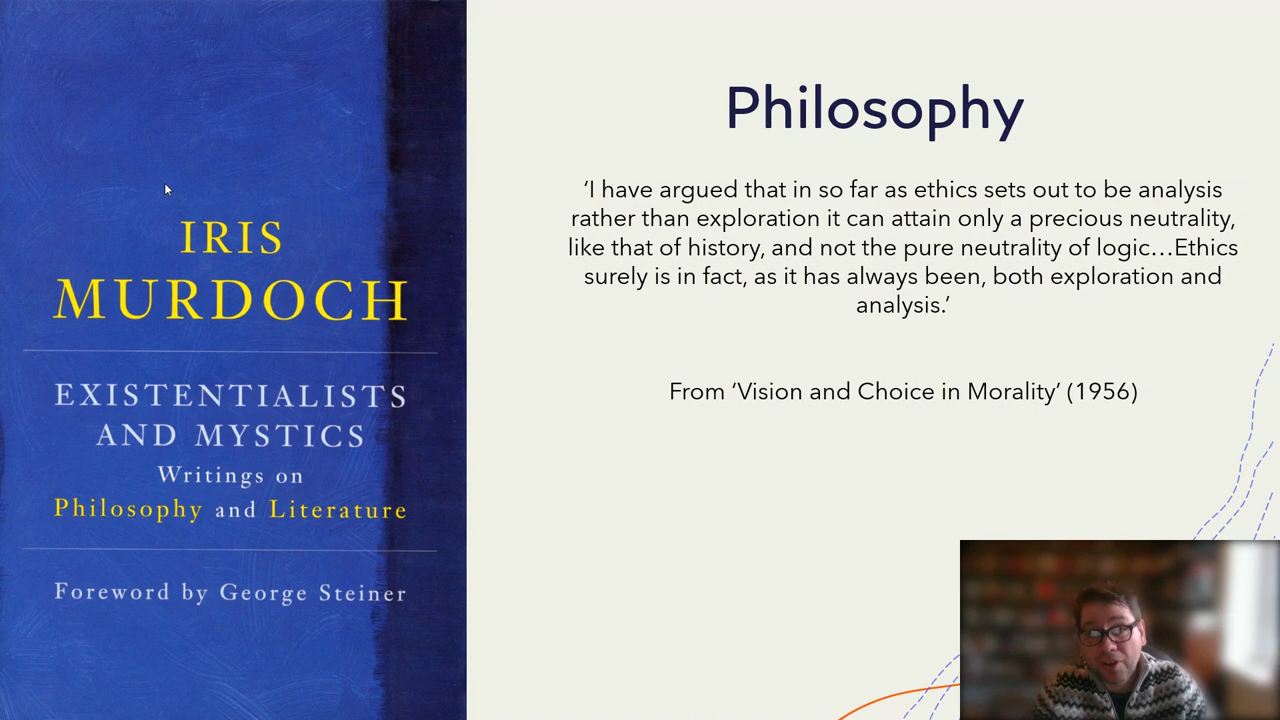 IRIS
MURDOCH
EXISTENTIALISTS
AND MYSTICS
Writings on
Philosophy and Literature
Foreword by George Steiner
Philosophy
‘I have argued that in so far as ethics sets out to be analysis
rather than exploration it can attain only a precious neutrality,
like that of history, and not the pure neutrality of logic…Ethics
surely is in fact, as it has always been, both exploration and
analysis.’
From ‘Vision and Choice in Morality’ (1956)